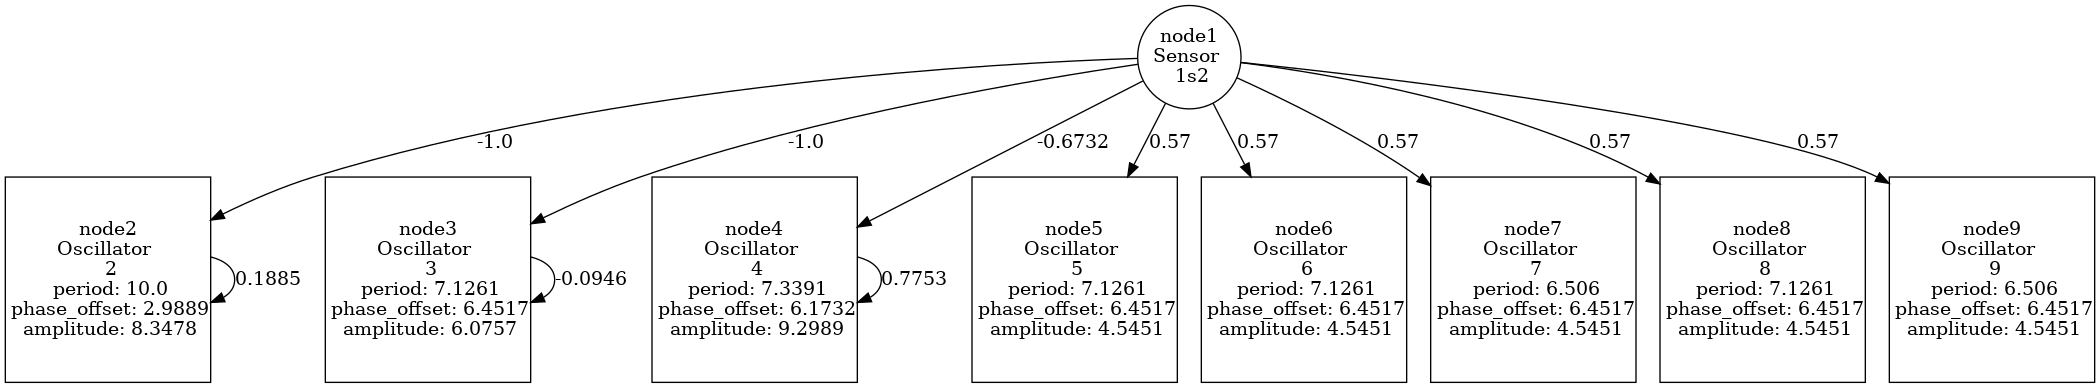 node1
Sensor
1s2
-1.0
-1.0
-0.6732
0.57
0.57
0.57
0.57
0.57
node2
Oscillator
2
period: 10.0
phase_offset: 2.9889
amplitude: 8.3478
0.1885
node3
Oscillator
3
period: 7.1261
phase_offset: 6.4517
amplitude: 6.0757
-0.0946
node4
Oscillator
4
period: 7.3391
phase_offset: 6.1732
amplitude: 9.2989
0.7753
node5
Oscillator
5
period: 7.1261
phase_offset: 6.4517
amplitude: 4.5451
node6
Oscillator
6
period: 7.1261
phase_offset: 6.4517
amplitude: 4.5451
node7
Oscillator
7
period: 6.506
phase_offset: 6.4517
amplitude: 4.5451
node8
Oscillator
8
period: 7.1261
phase_offset: 6.4517
amplitude: 4.5451
node9
Oscillator
9
period: 6.506
phase_offset: 6.4517
amplitude: 4.5451